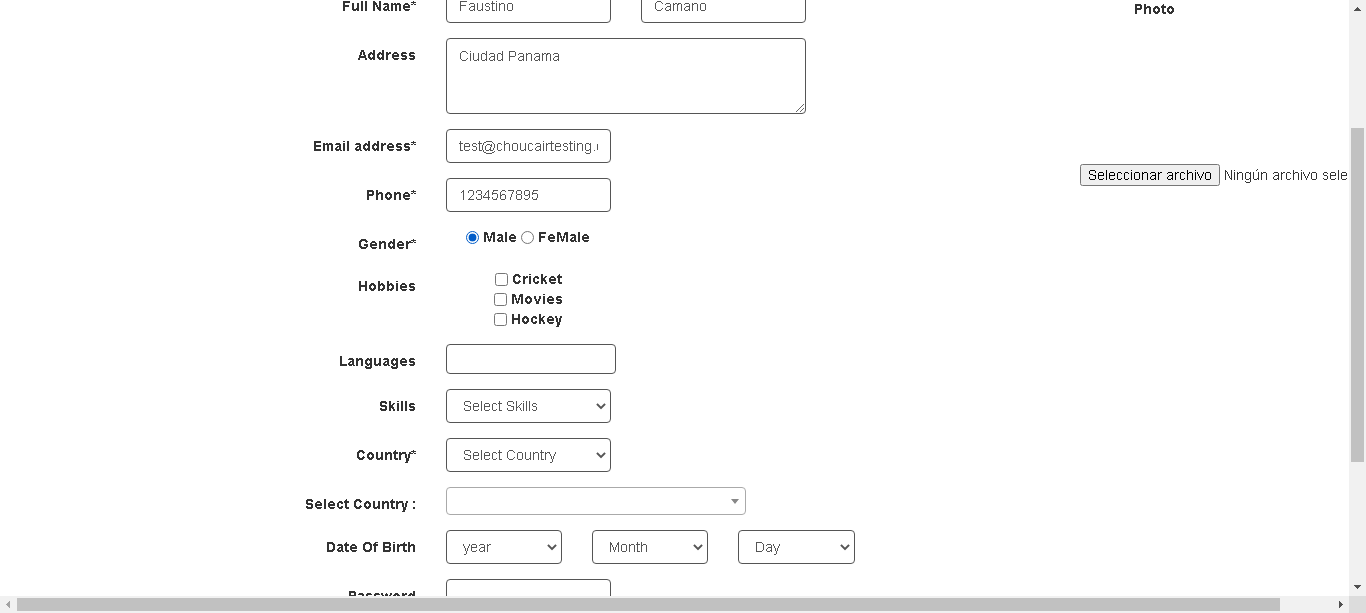 Full Name* Faustino Camano
Photo
Address Ciudad Panama
Email address* test@choucairtesting.
Seleccionar archivo Ningún archivo sele
Phone* 1234567895
Gender* Male FeMale
Hobbies Cricket
Movies
Hockey
Languages
Skills Select Skills
Country* Select Country
Select Country :
Date Of Birth year Month Day
Password